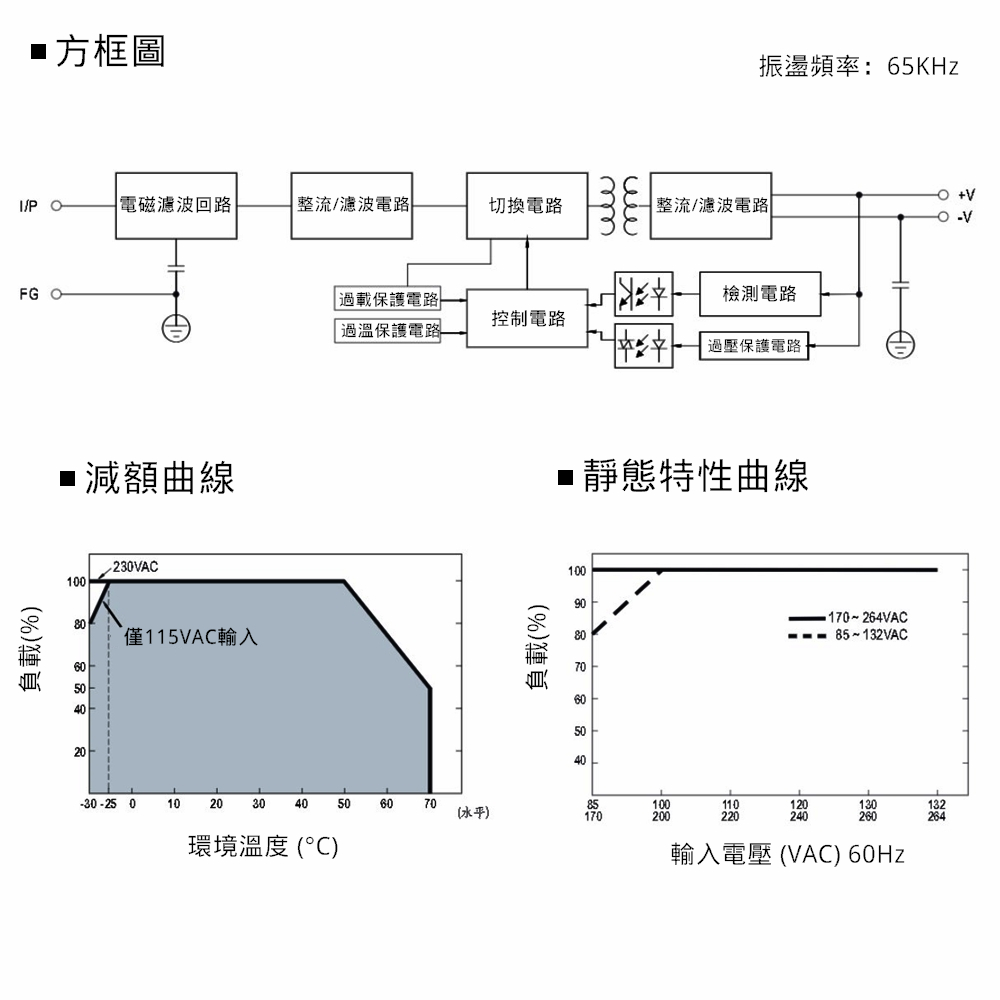 ■方框圖
振盪頻率：65KHz
I/P
電磁濾波回路
整流/濾波電路
切換電路
整流/濾波電路
+V
-V
FG
過載保護電路
過溫保護電路
控制電路
檢測電路
過壓保護電路
■減額曲線
230VAC
僅115VAC輸入
負載(%)
100
80
60
50
40
20
-30 -25 0 10 20 30 40 50 60 70
(水平)
環境溫度 (°C)
■靜態特性曲線
170~264VAC
85~132VAC
負載(%)
100
90
80
70
60
50
40
85 100 110 120 130 132
170 200 220 240 260 264
輸入電壓 (VAC) 60Hz